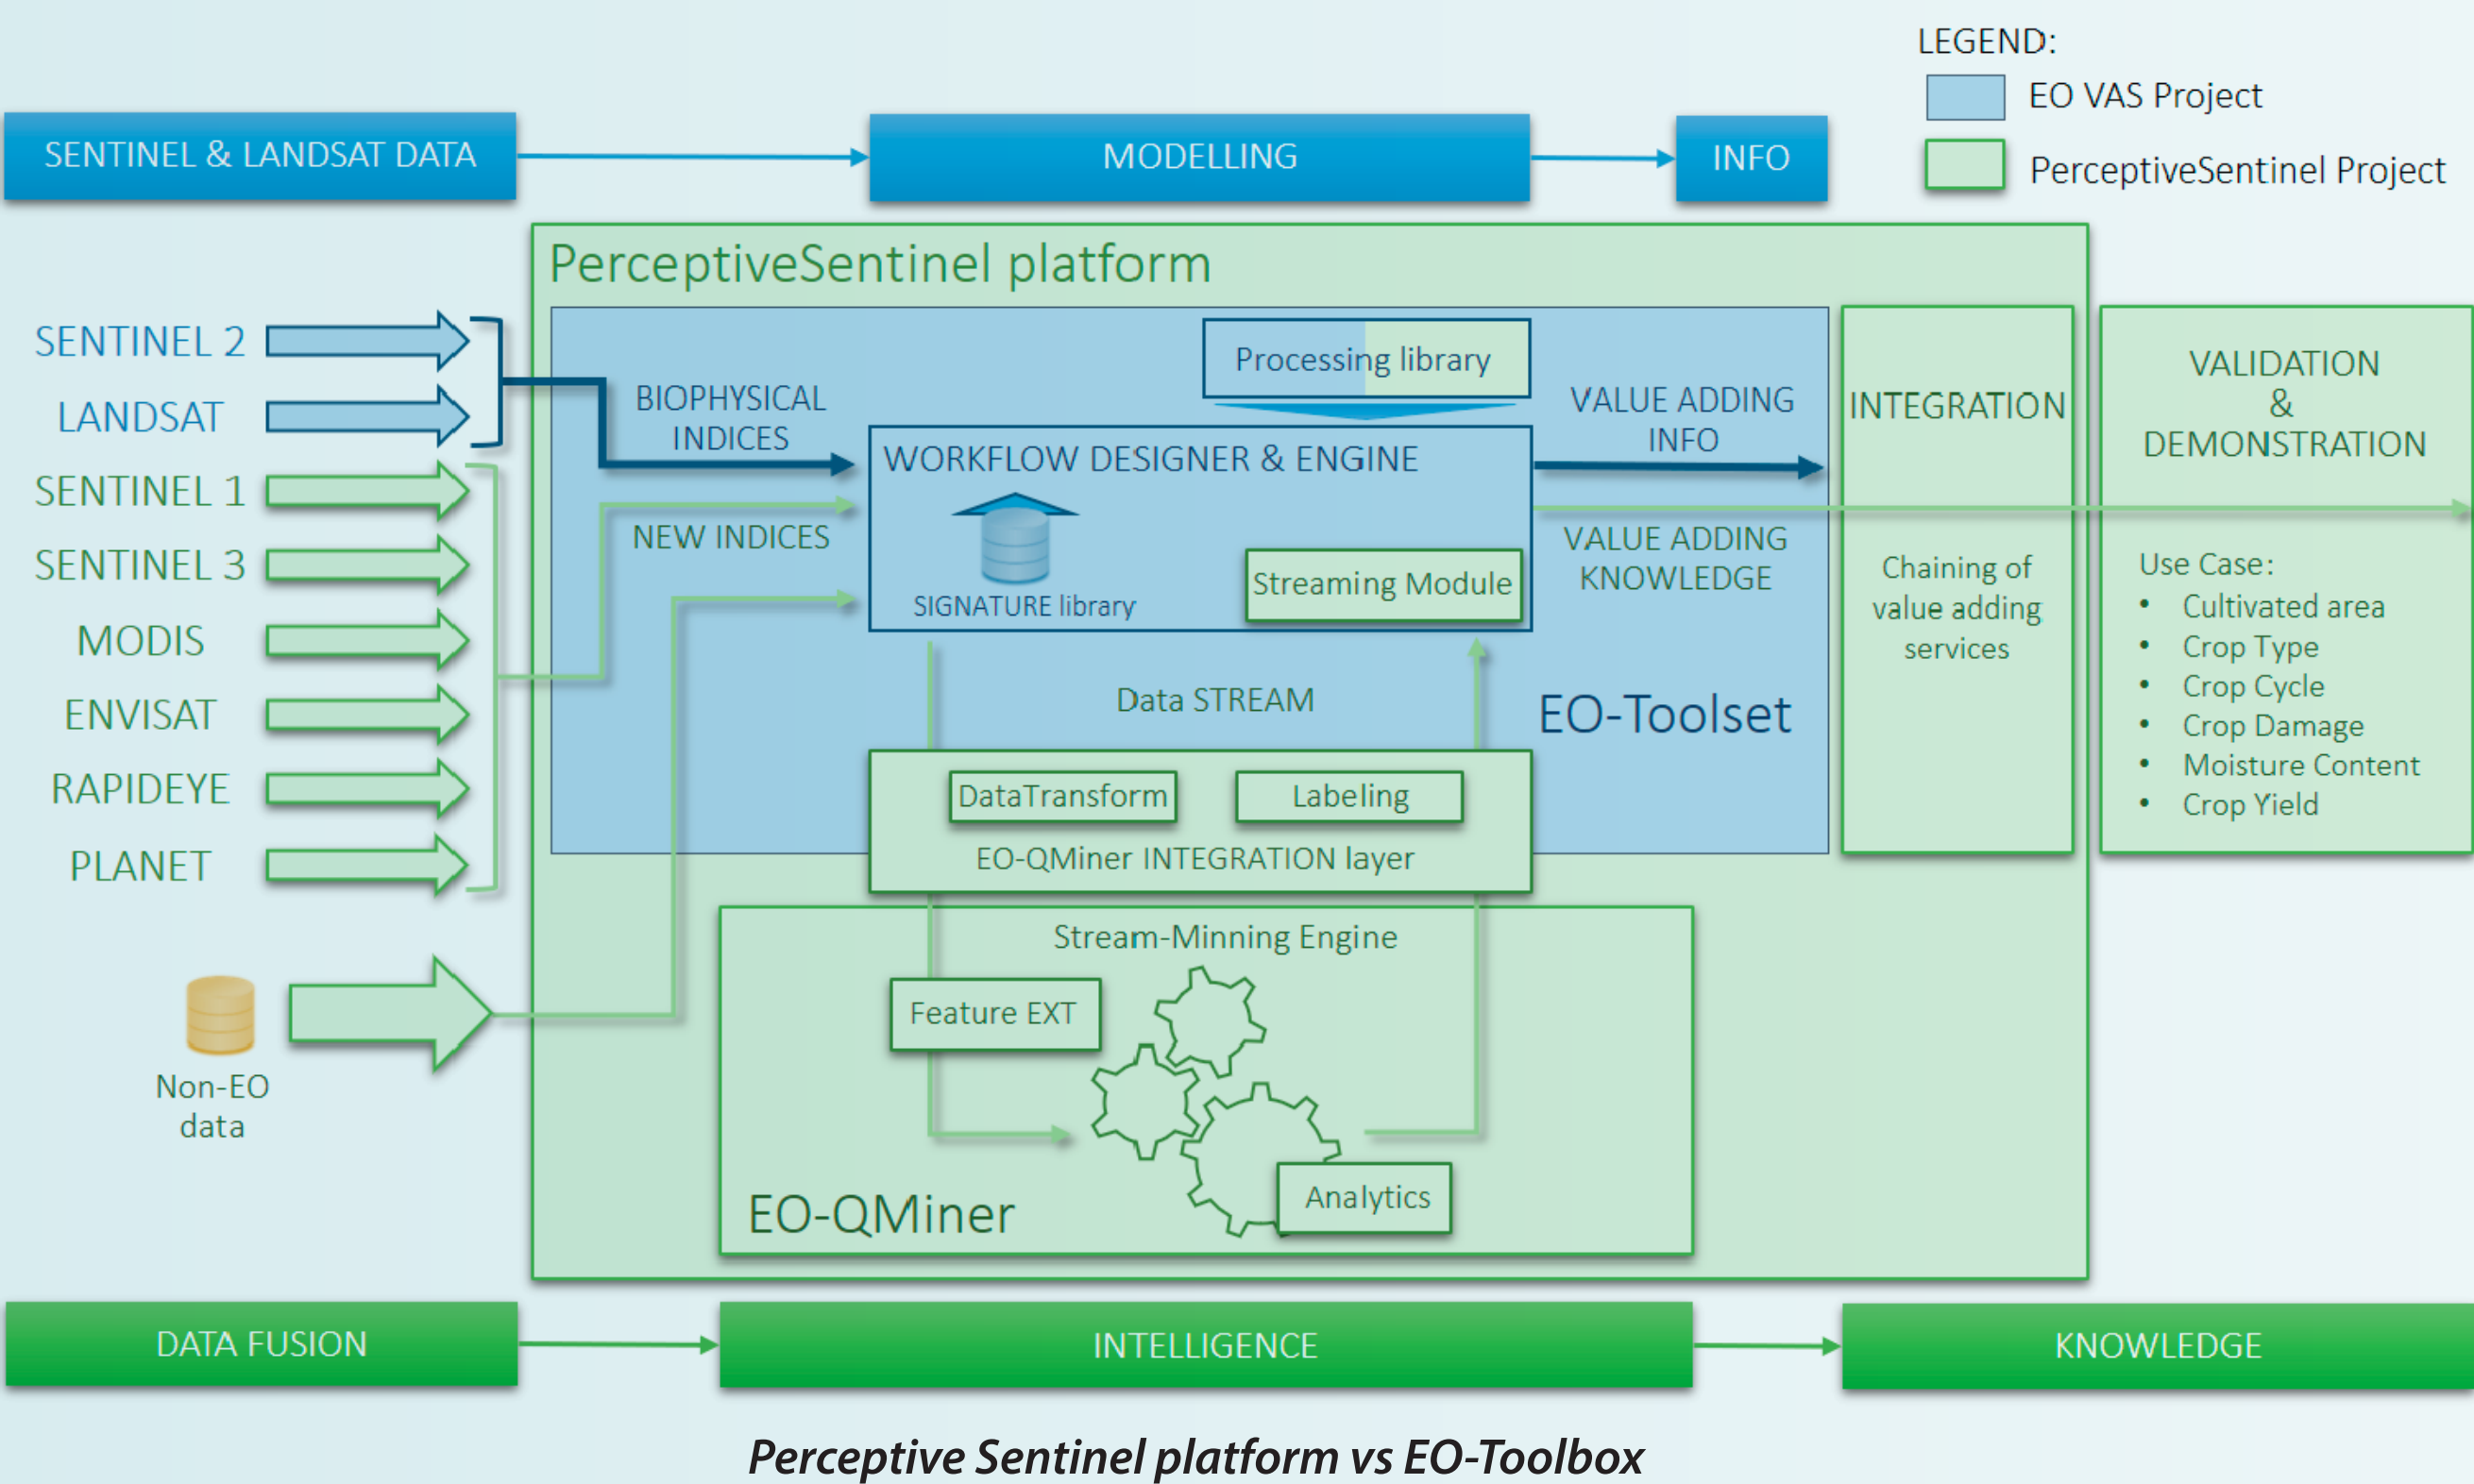 LEGEND:
EO VAS Project
PerceptiveSentinel Project
SENTINEL & LANDSAT DATA
MODELLING
INFO
PerceptiveSentinel platform
SENTINEL 2
LANDSAT
SENTINEL 1
SENTINEL 3
MODIS
ENVISAT
RAPIDEYE
PLANET
Non-EO
data
BIOPHYSICAL
INDICES
NEW INDICES
Processing library
WORKFLOW DESIGNER & ENGINE
SIGNATURE library
Streaming Module
VALUE ADDING
INFO
VALUE ADDING
KNOWLEDGE
Data STREAM
EO-Toolset
DataTransform
Labeling
EO-QMiner INTEGRATION layer
Stream-Minning Engine
Feature EXT
Analytics
EO-QMiner
INTEGRATION
Chaining of
value adding
services
VALIDATION
&
DEMONSTRATION
Use Case:
• Cultivated area
• Crop Type
• Crop Cycle
• Crop Damage
• Moisture Content
• Crop Yield
DATA FUSION
INTELLIGENCE
KNOWLEDGE
Perceptive Sentinel platform vs EO-Toolbox